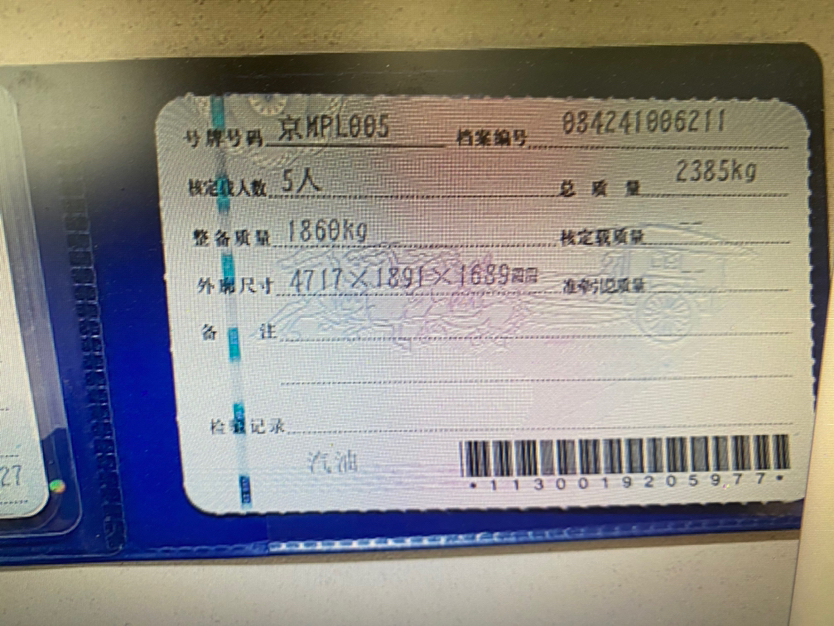 号牌号码 京MPL005 档案编号 034241006211
核定载人数 5人 总质量 2385kg
整备质量 1860kg 核定载质量 --
外廓尺寸 4717×1891×1689mm 准牵引总质量 --
备注
检验记录
汽油
*1130019205977*
27